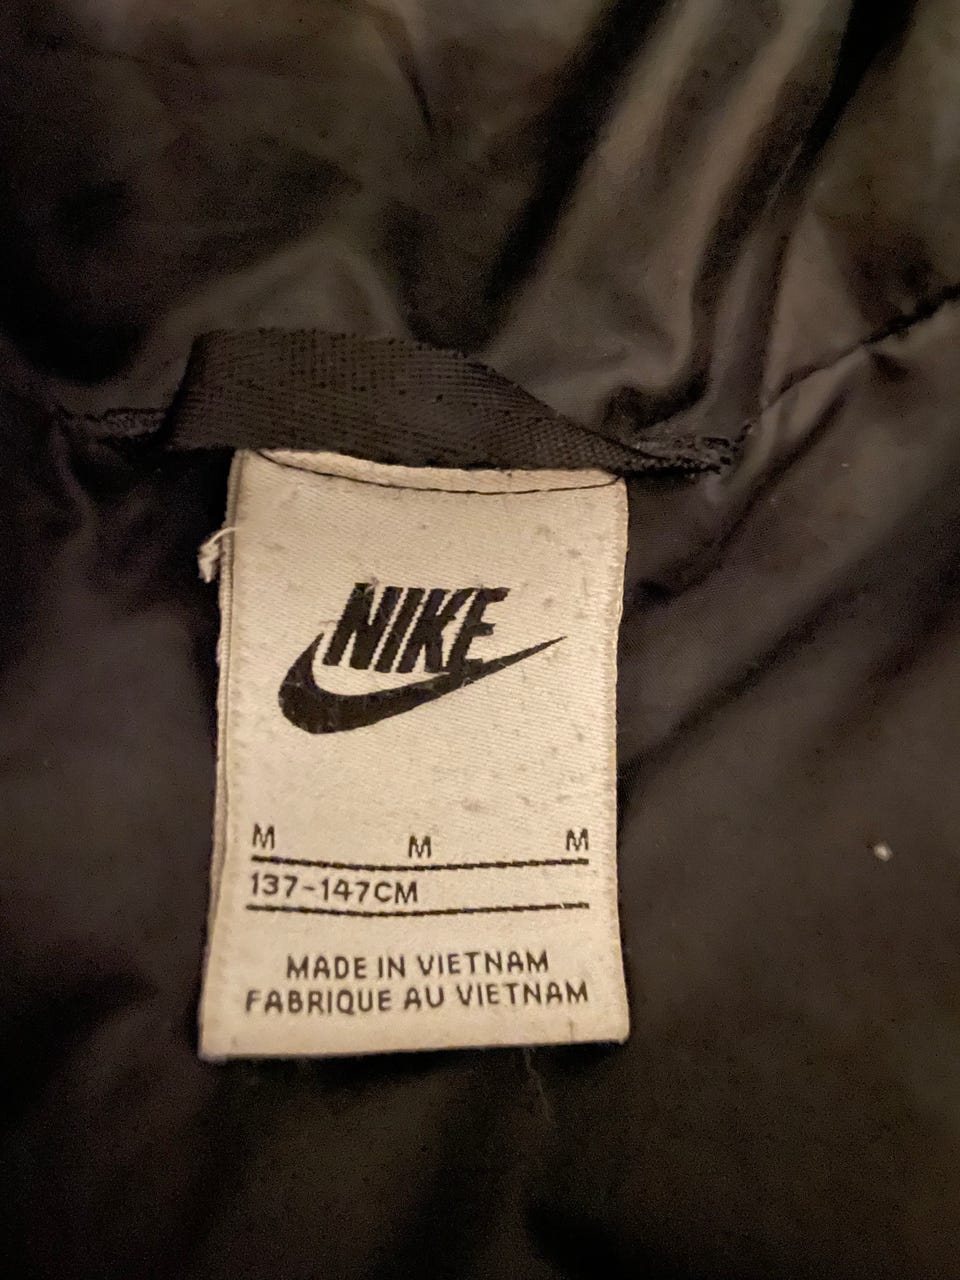 NIKE
M M M
137-147CM
MADE IN VIETNAM
FABRIQUE AU VIETNAM